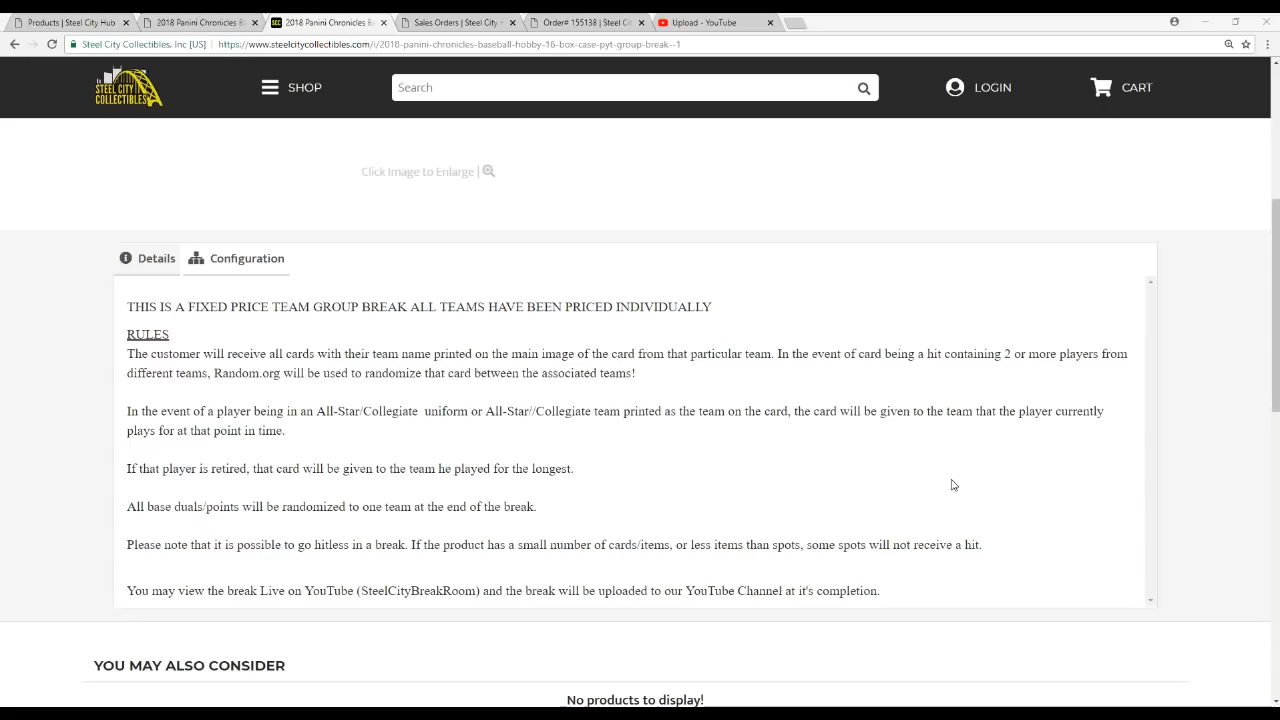 Products | Steel City Hub
2018 Panini Chronicles Ba
2018 Panini Chronicles Ba
Sales Orders | Steel City H
Order# 155138 | Steel Cit
Upload - YouTube
Steel City Collectibles, Inc [US] | https://www.steelcitycollectibles.com/i/2018-panini-chronicles-baseball-hobby-16-box-case-pyt-group-break--1
STEEL CITY
COLLECTIBLES
SHOP
Search
LOGIN
CART
Click Image to Enlarge |
Details
Configuration
THIS IS A FIXED PRICE TEAM GROUP BREAK ALL TEAMS HAVE BEEN PRICED INDIVIDUALLY
RULES
The customer will receive all cards with their team name printed on the main image of the card from that particular team. In the event of card being a hit containing 2 or more players from
different teams, Random.org will be used to randomize that card between the associated teams!
In the event of a player being in an All-Star/Collegiate uniform or All-Star//Collegiate team printed as the team on the card, the card will be given to the team that the player currently
plays for at that point in time.
If that player is retired, that card will be given to the team he played for the longest.
All base duals/points will be randomized to one team at the end of the break.
Please note that it is possible to go hitless in a break. If the product has a small number of cards/items, or less items than spots, some spots will not receive a hit.
You may view the break Live on YouTube (SteelCityBreakRoom) and the break will be uploaded to our YouTube Channel at it's completion.
YOU MAY ALSO CONSIDER
No products to display!